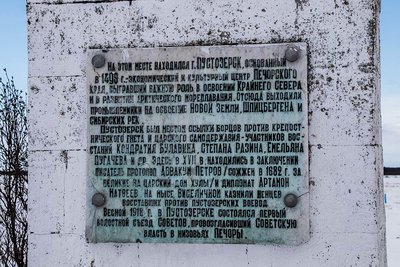 На этом месте находился г. Пустозерск, основанный
в 1499 г.-экономический и культурный центр Печорского
края, сыгравший важную роль в освоении Крайнего Севера
и в развитии арктического мореплавания. Отсюда выходили
промышленники на освоение Новой Земли, Шпицбергена и
сибирских рек.
Пустозерск был местом ссылки борцов против крепост-
нического гнета и царского самодержавия-участников вос-
стании Кондратия Булавика, Степана Разина, Емельяна
Пугачева и др. Здесь в XVII в находились в заключении
писатель протопоп Аввакум Петров /сожжен в 1682 г. за
великие на царский дом хулы/ и дипломат Артамон
Матвеев. На мысе Виселичном казнили ненцев
восставших против пустозерских воевод.
Весной 1918 г. в Пустозерске состоялся первый
волостной съезд Советов, провозгласивший Советскую
власть в низовьях Печоры.